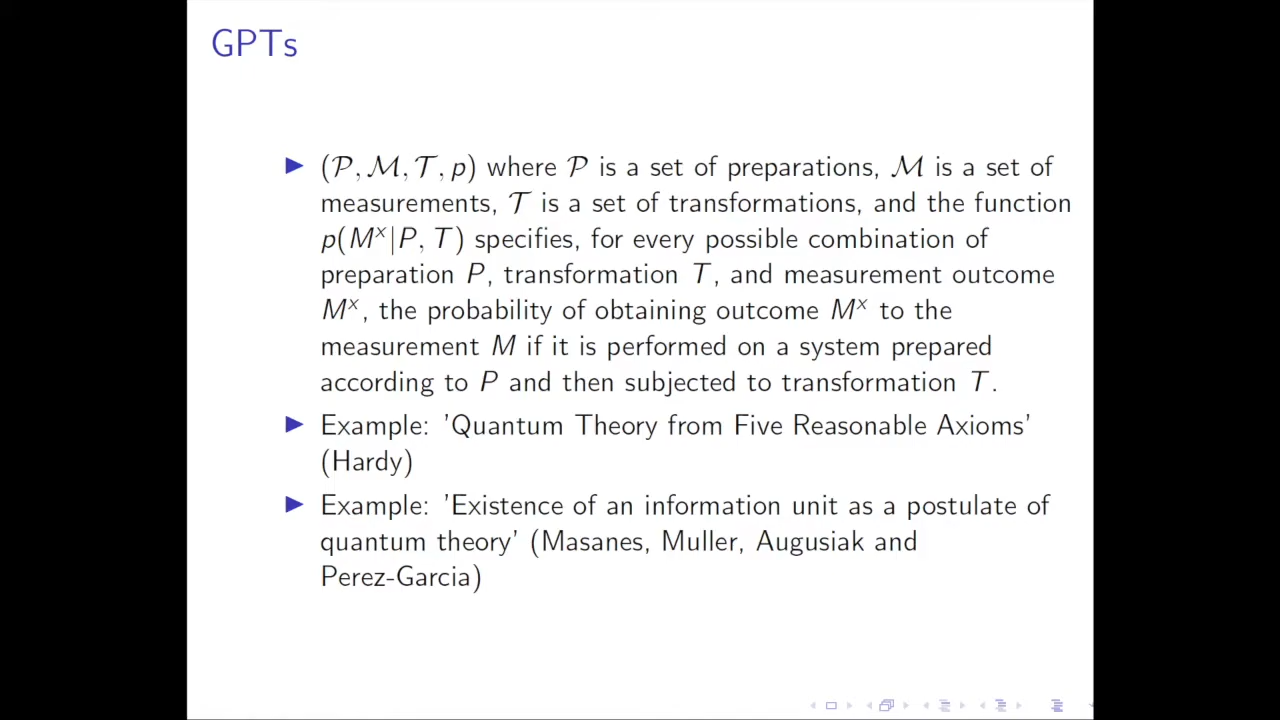 GPTs
▶ (𝒫, ℳ, 𝒯, p) where 𝒫 is a set of preparations, ℳ is a set of
measurements, 𝒯 is a set of transformations, and the function
p(Mˣ|P, T) specifies, for every possible combination of
preparation P, transformation T, and measurement outcome
Mˣ, the probability of obtaining outcome Mˣ to the
measurement M if it is performed on a system prepared
according to P and then subjected to transformation T.
▶ Example: 'Quantum Theory from Five Reasonable Axioms'
(Hardy)
▶ Example: 'Existence of an information unit as a postulate of
quantum theory' (Masanes, Muller, Augusiak and
Perez-Garcia)